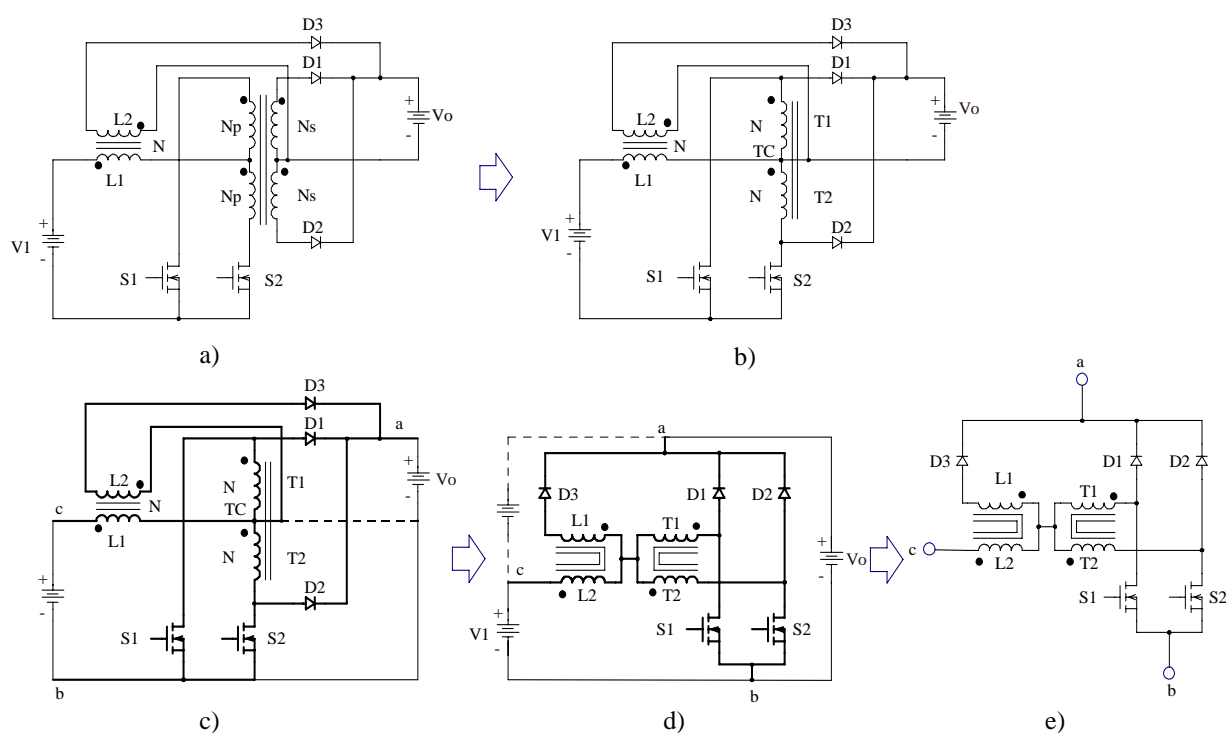 D3
D1
+
Vo
-
L2
Np
Ns
N
L1
Np
Ns
+
V1
-
D2
S1
S2
a)
D3
D1
+
Vo
-
L2
N
T1
N
TC
L1
N
T2
+
V1
-
D2
S1
S2
b)
D3
D1
a
+
Vo
-
L2
N
T1
N
TC
c
L1
N
T2
+
-
D2
S1
S2
b
c)
a
+
-
D3
D1
D2
L1
T1
+
Vo
-
c
L2
T2
+
V1
-
S1
S2
b
d)
a
D3
D1
D2
L1
T1
c
L2
T2
S1
S2
b
e)